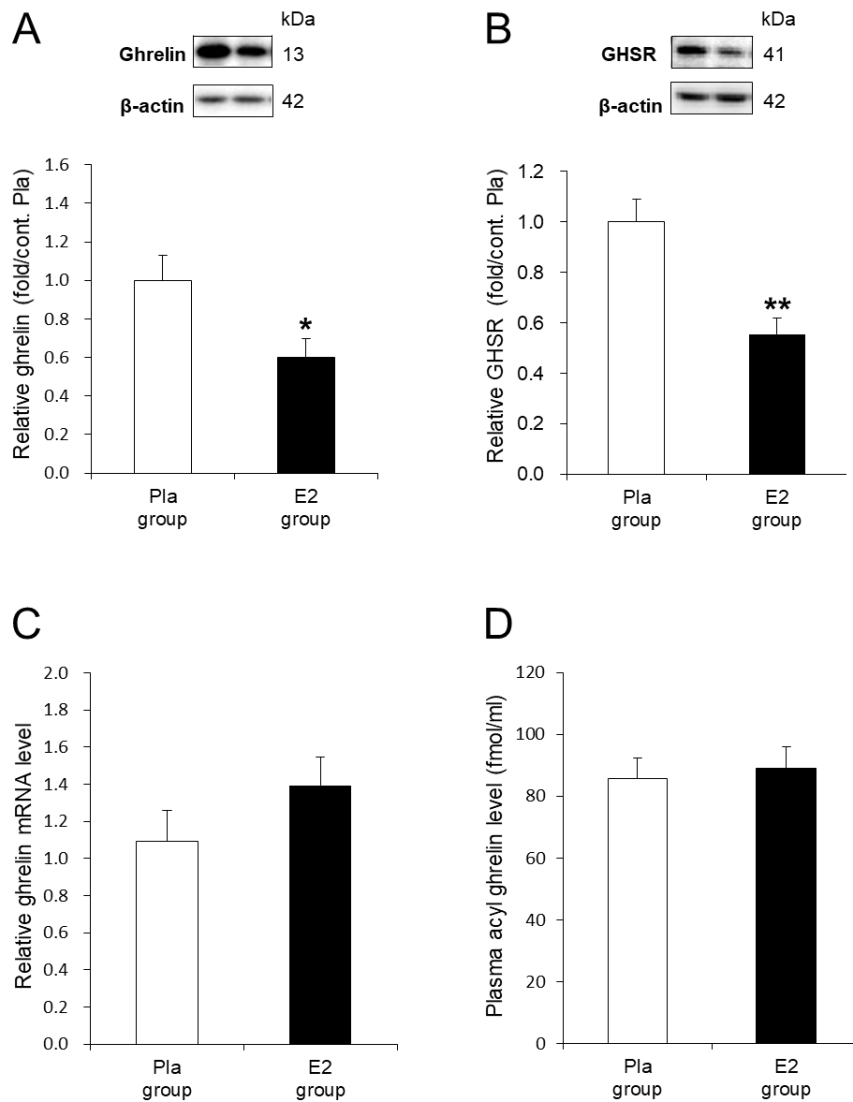 A
kDa
Ghrelin
13
β-actin
42
Relative ghrelin (fold/cont. Pla)
1.6
1.4
1.2
1.0
0.8
0.6
0.4
0.2
0.0
*
Pla
group
E2
group
B
kDa
GHSR
41
β-actin
42
Relative GHSR (fold/cont. Pla)
1.2
1.0
0.8
0.6
0.4
0.2
0.0
**
Pla
group
E2
group
C
Relative ghrelin mRNA level
2.0
1.8
1.6
1.4
1.2
1.0
0.8
0.6
0.4
0.2
0.0
Pla
group
E2
group
D
Plasma acyl ghrelin level (fmol/ml)
120
100
80
60
40
20
0
Pla
group
E2
group